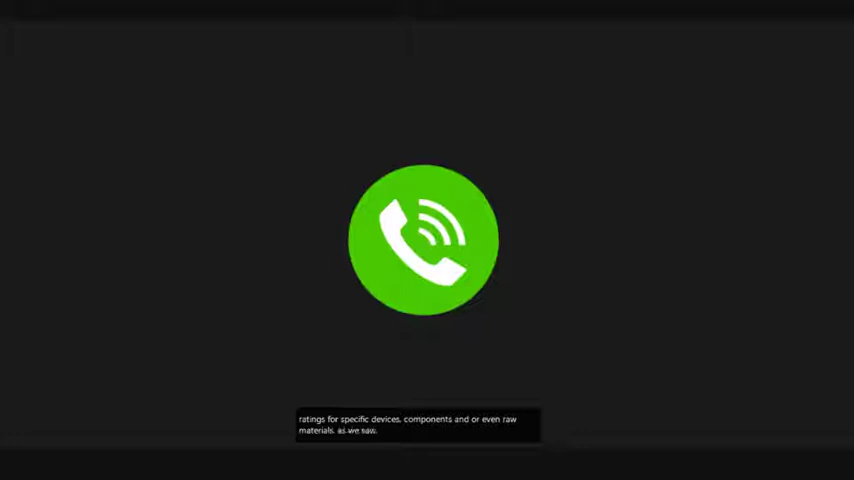 ratings for specific devices, components and or even raw
materials. as we saw.